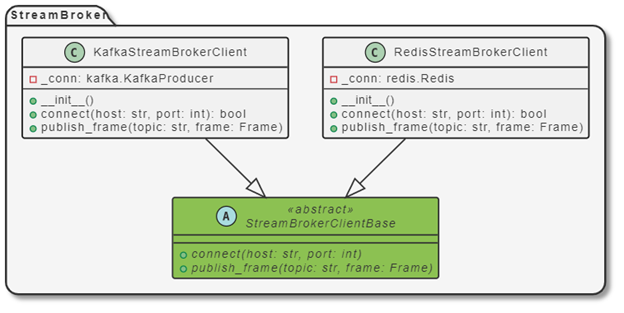 StreamBroker
C KafkaStreamBrokerClient
_conn: kafka.KafkaProducer
__init__()
connect(host: str, port: int): bool
publish_frame(topic: str, frame: Frame)
C RedisStreamBrokerClient
_conn: redis.Redis
__init__()
connect(host: str, port: int): bool
publish_frame(topic: str, frame: Frame)
«abstract»
A StreamBrokerClientBase
connect(host: str, port: int)
publish_frame(topic: str, frame: Frame)